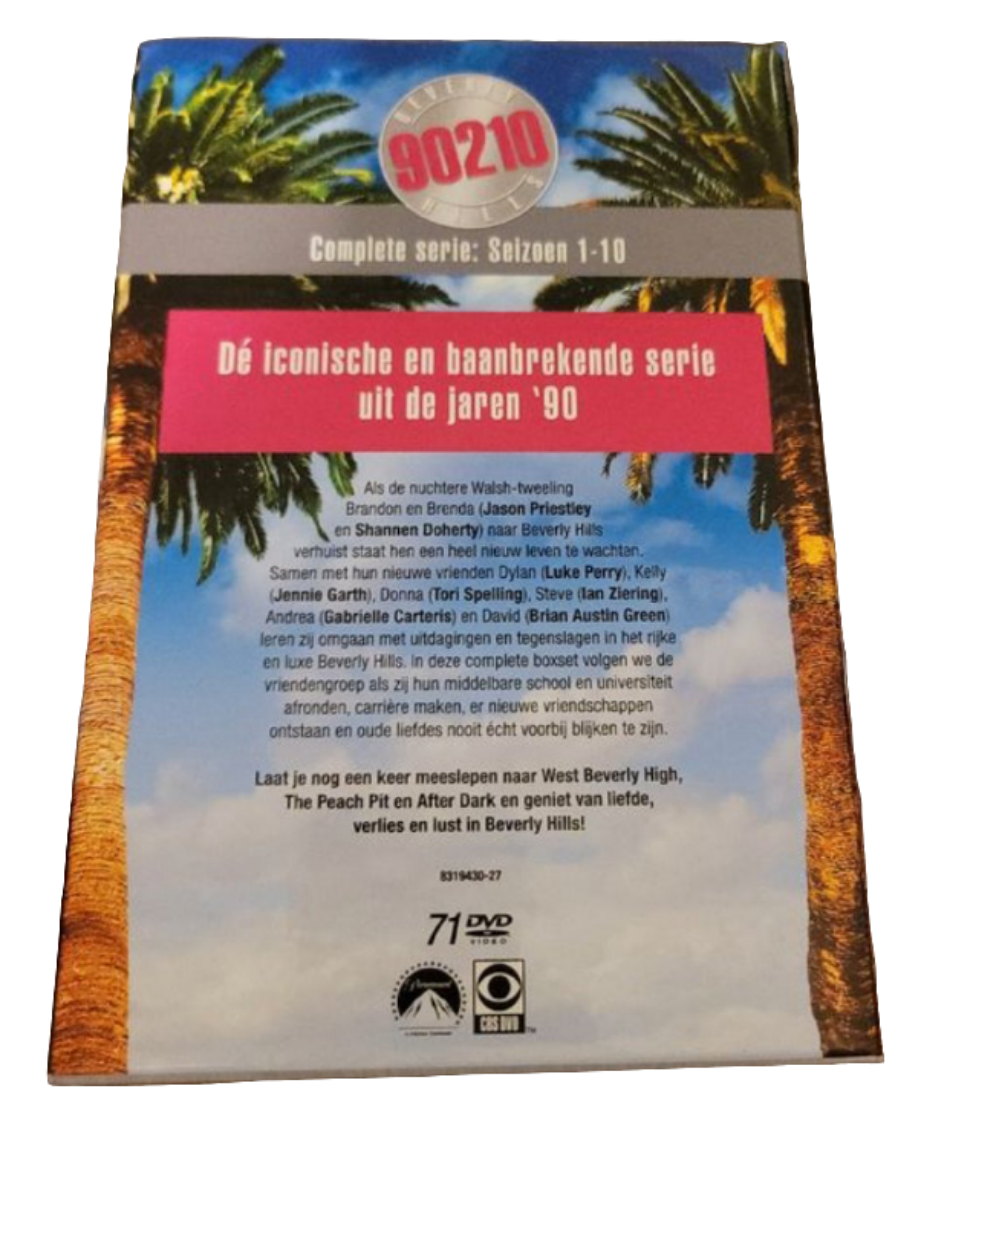 BEVERLY
90210
HILLS
Complete serie: Seizoen 1-10
Dé iconische en baanbrekende serie
uit de jaren '90
Als de nuchtere Walsh-tweeling
Brandon en Brenda (Jason Priestley
en Shannen Doherty) naar Beverly Hills
verhuist staat hen een heel nieuw leven te wachten.
Samen met hun nieuwe vrienden Dylan (Luke Perry), Kelly
(Jennie Garth), Donna (Tori Spelling), Steve (Ian Ziering),
Andrea (Gabrielle Carteris) en David (Brian Austin Green)
leren zij omgaan met uitdagingen en tegenslagen in het rijke
en luxe Beverly Hills. In deze complete boxset volgen we de
vriendengroep als zij hun middelbare school en universiteit
afronden, carrière maken, er nieuwe vriendschappen
ontstaan en oude liefdes nooit écht voorbij blijken te zijn.
Laat je nog een keer meeslepen naar West Beverly High,
The Peach Pit en After Dark en geniet van liefde,
verlies en lust in Beverly Hills!
8319430-27
71 DVD
VIDEO
Paramount
CBS DVD TM